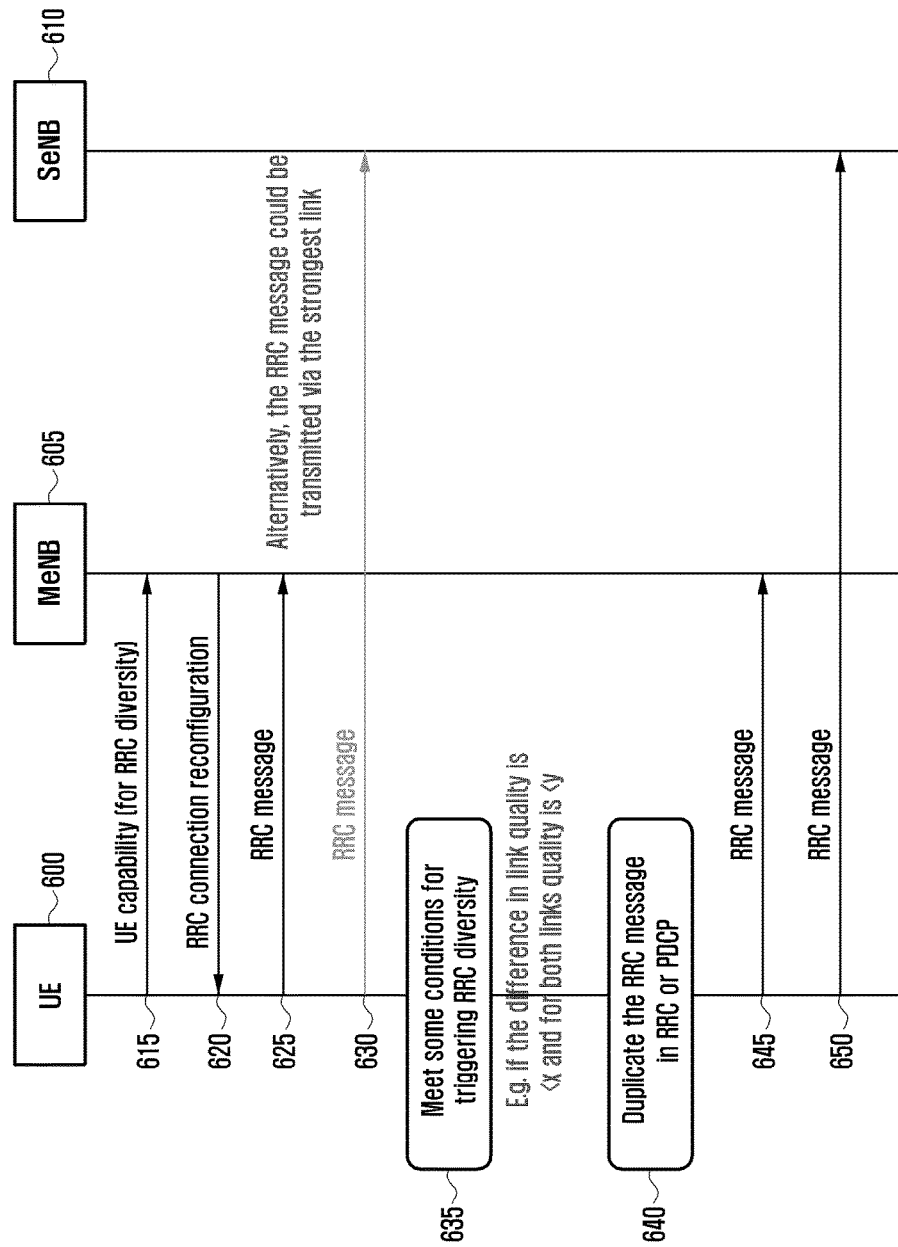 UE
600
MeNB
605
SeNB
610
615
UE capability (for RRC diversity)
620
RRC connection reconfiguration
625
RRC message
Alternatively, the RRC message could be
transmitted via the strongest link
630
RRC message
635
Meet some conditions for
triggering RRC diversity
E.g. If the difference in link quality is
<x and for both links quality is <y
640
Duplicate the RRC message
in RRC or PDCP
645
RRC message
650
RRC message